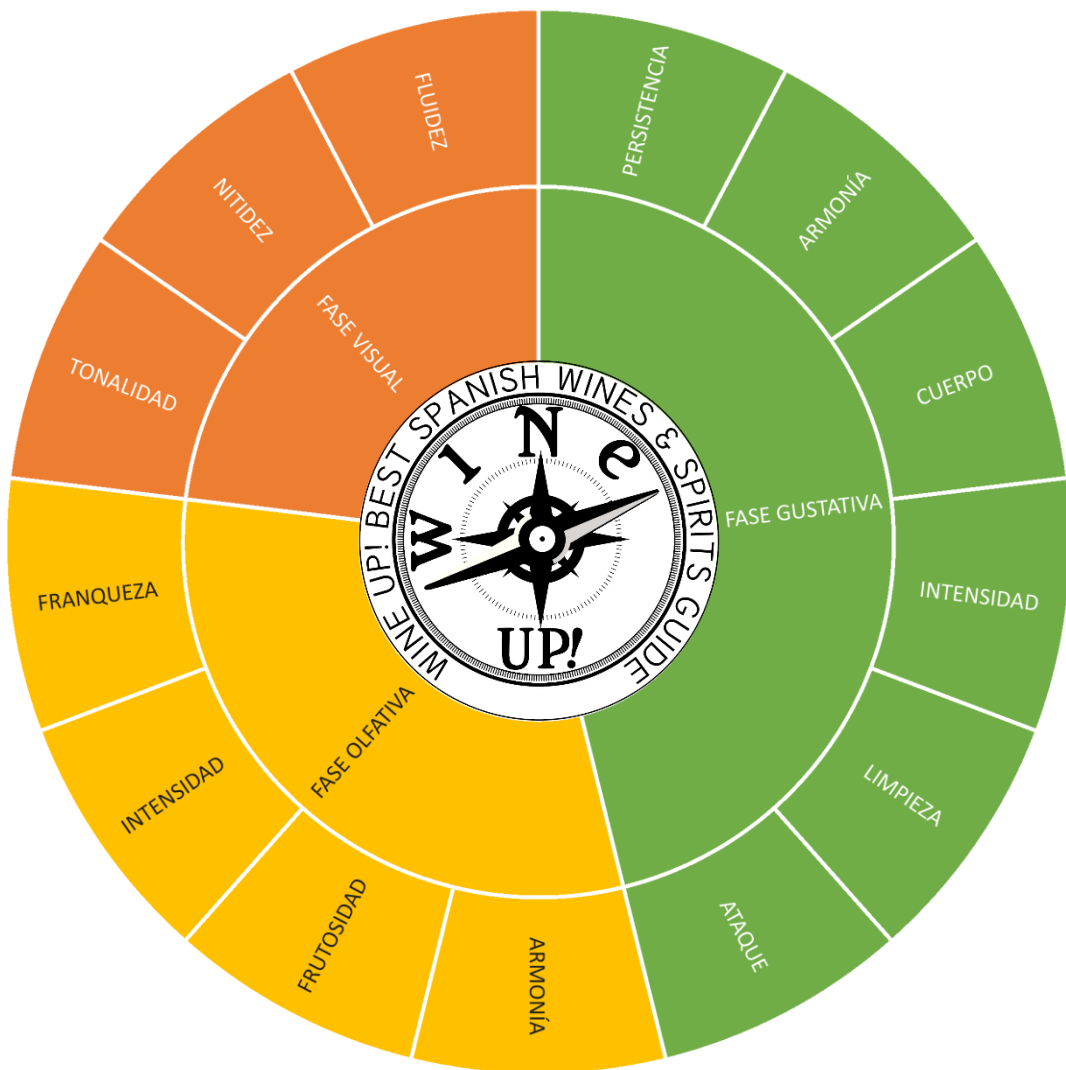 FLUIDEZ
NITIDEZ
TONALIDAD
FASE VISUAL
PERSISTENCIA
ARMONÍA
CUERPO
INTENSIDAD
LIMPIEZA
ATAQUE
FASE GUSTATIVA
FRANQUEZA
INTENSIDAD
FRUTOSIDAD
ARMONÍA
FASE OLFATIVA
WINE UP! BEST SPANISH WINES & SPIRITS GUIDE
WiNe
UP!